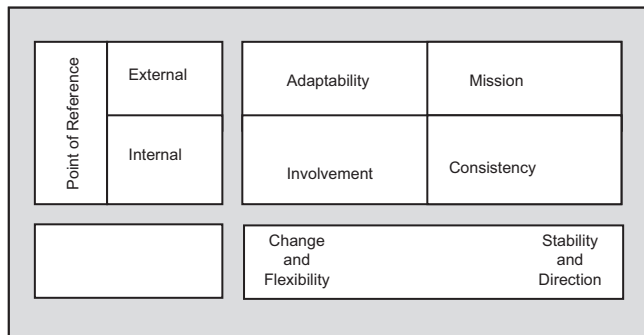 Point of Reference
External
Adaptability
Mission
Internal
Involvement
Consistency
Change
and
Flexibility
Stability
and
Direction